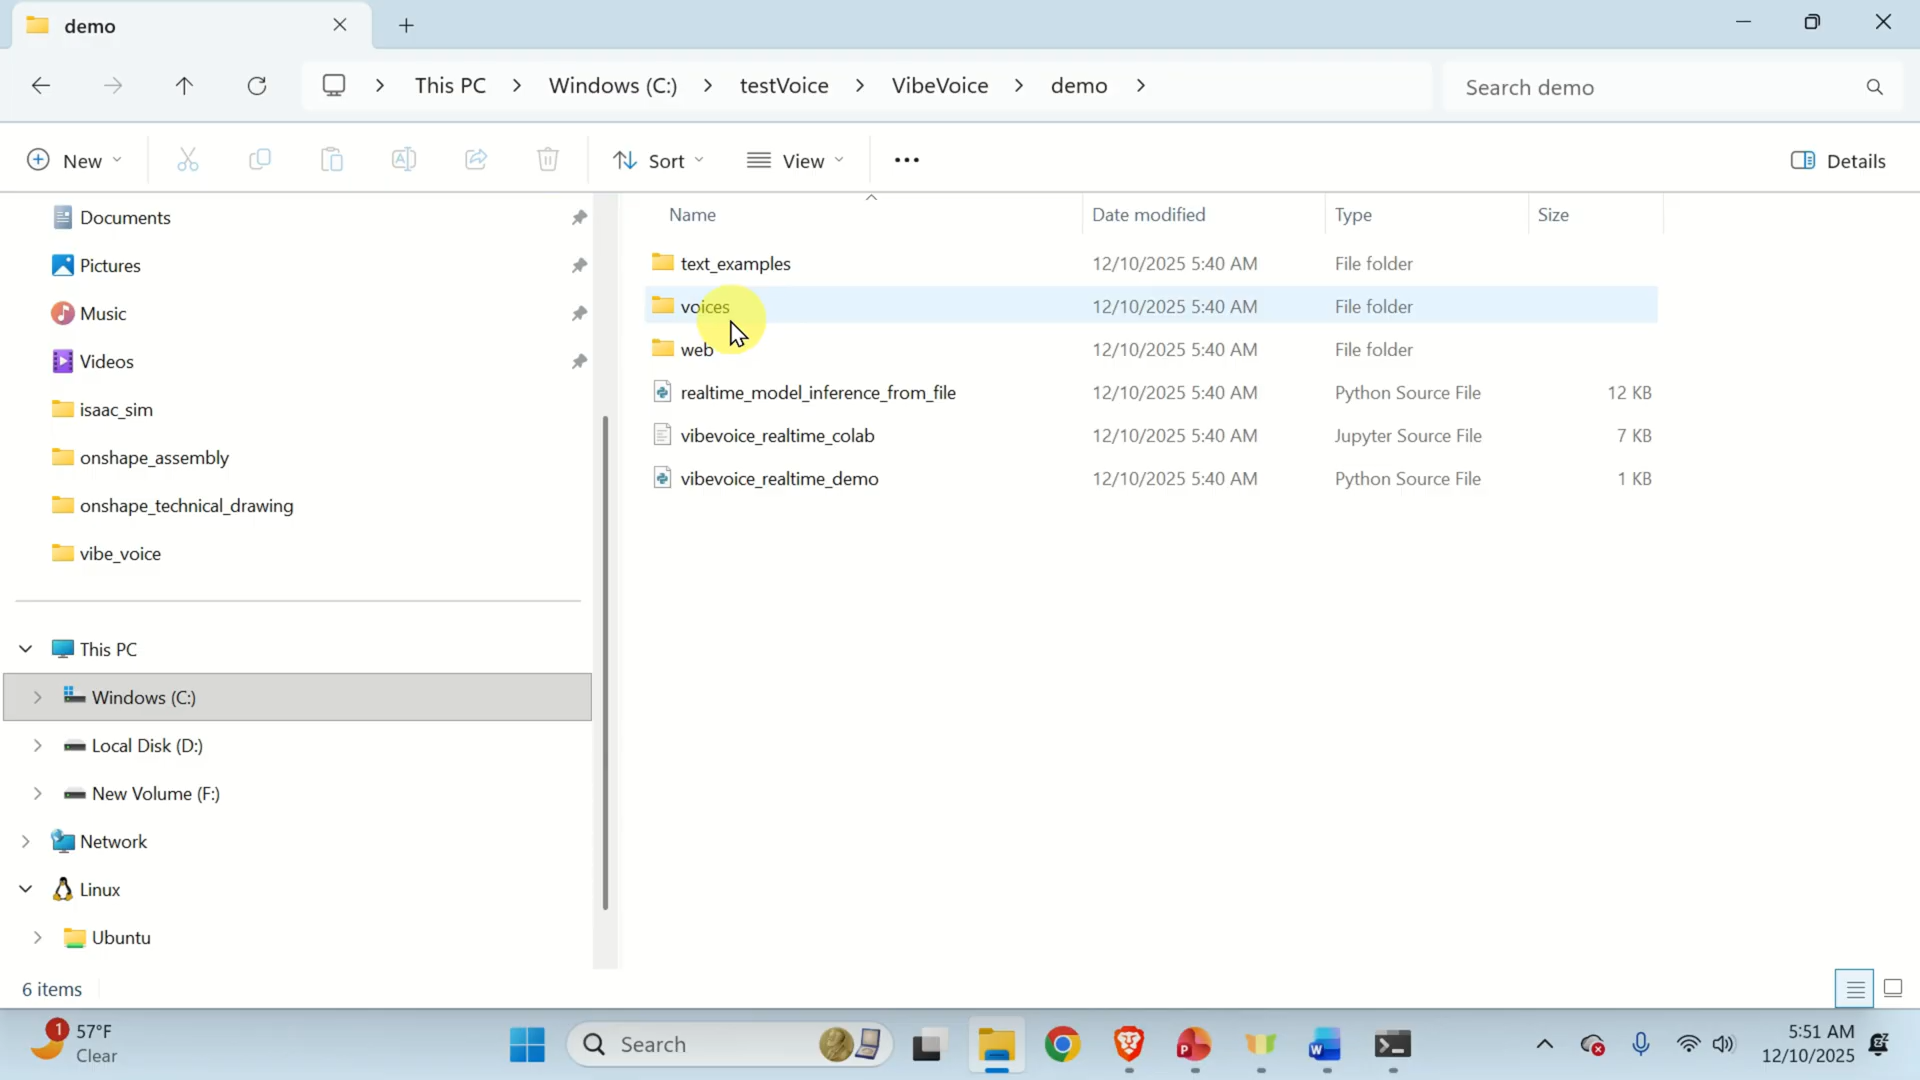 demo
This PC
Windows (C:)
testVoice
VibeVoice
demo
Search demo
New
Sort
View
Details
Documents
Pictures
Music
Videos
isaac_sim
onshape_assembly
onshape_technical_drawing
vibe_voice
This PC
Windows (C:)
Local Disk (D:)
New Volume (F:)
Network
Linux
Ubuntu
Name Date modified Type Size
text_examples 12/10/2025 5:40 AM File folder
voices 12/10/2025 5:40 AM File folder
web 12/10/2025 5:40 AM File folder
realtime_model_inference_from_file 12/10/2025 5:40 AM Python Source File 12 KB
vibevoice_realtime_colab 12/10/2025 5:40 AM Jupyter Source File 7 KB
vibevoice_realtime_demo 12/10/2025 5:40 AM Python Source File 1 KB
6 items
1
57°F
Clear
Search
5:51 AM
12/10/2025